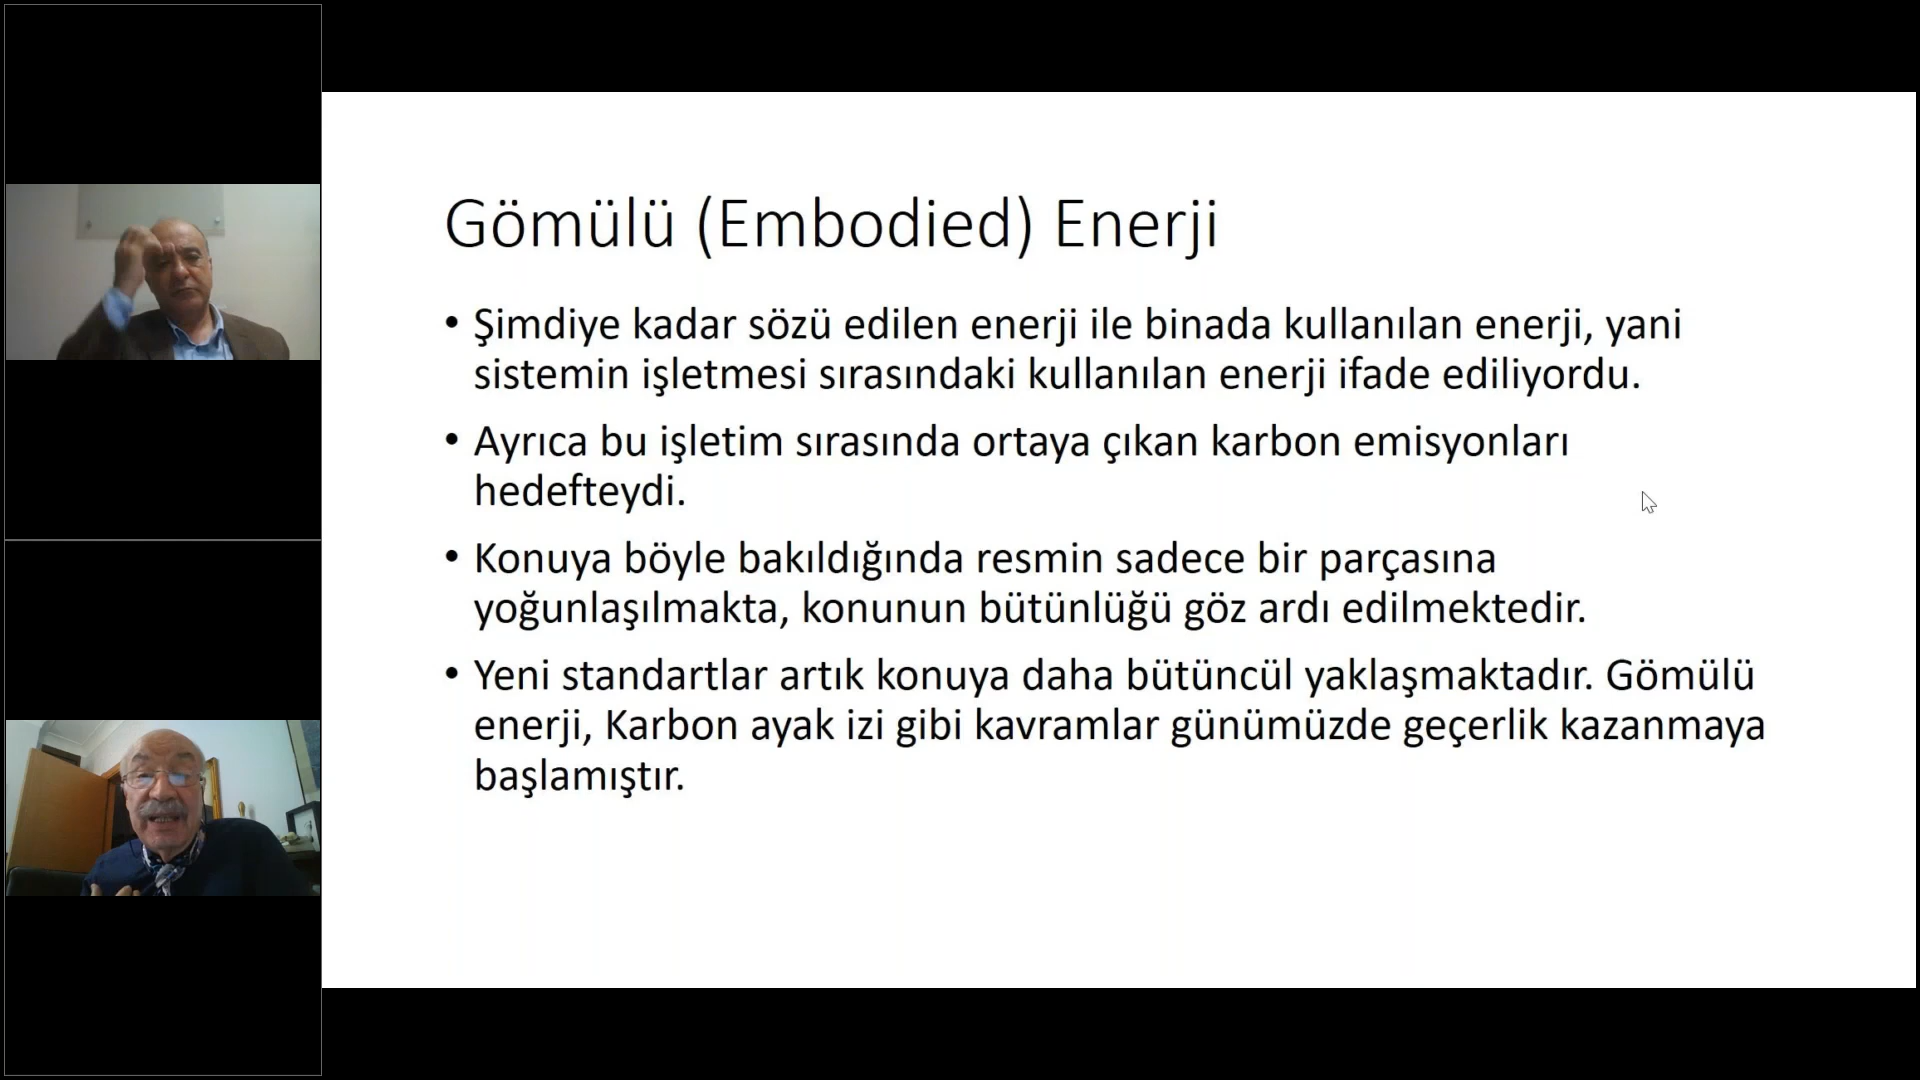 Gömülü (Embodied) Enerji
• Şimdiye kadar sözü edilen enerji ile binada kullanılan enerji, yani
sistemin işletmesi sırasındaki kullanılan enerji ifade ediliyordu.
• Ayrıca bu işletim sırasında ortaya çıkan karbon emisyonları
hedefteydi.
• Konuya böyle bakıldığında resmin sadece bir parçasına
yoğunlaşılmakta, konunun bütünlüğü göz ardı edilmektedir.
• Yeni standartlar artık konuya daha bütüncül yaklaşmaktadır. Gömülü
enerji, Karbon ayak izi gibi kavramlar günümüzde geçerlik kazanmaya
başlamıştır.